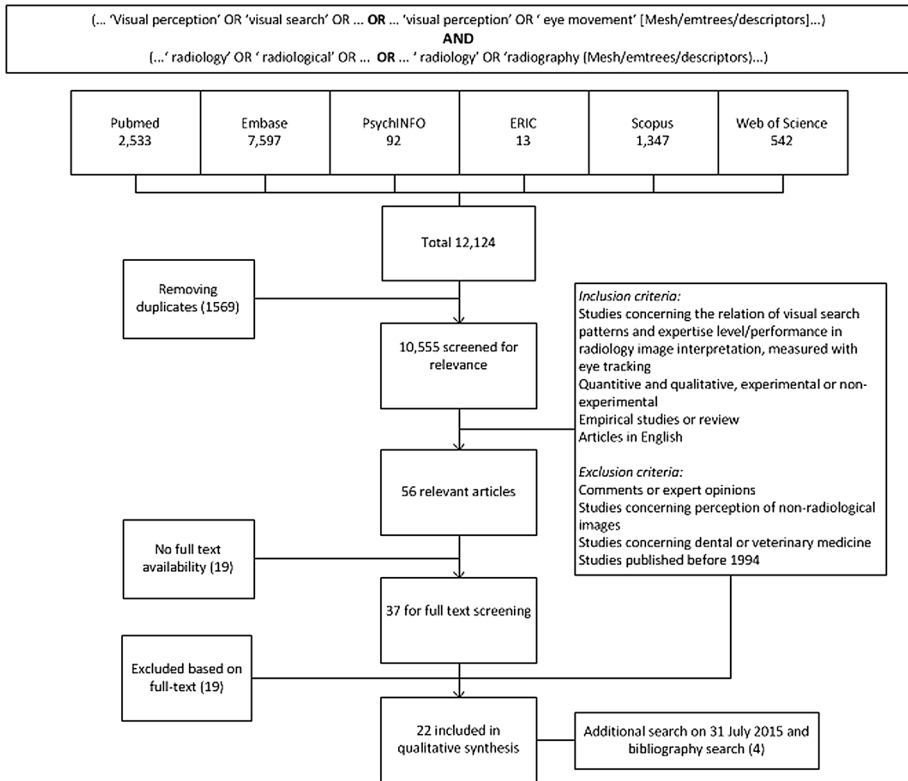 (... ‘Visual perception’ OR ‘visual search’ OR ... OR ... ‘visual perception’ OR ‘ eye movement’ [Mesh/emtrees/descriptors]...)
AND
(...‘ radiology’ OR ‘ radiological’ OR ... OR ... ‘ radiology’ OR ‘radiography (Mesh/emtrees/descriptors)...)
Pubmed
2,533
Embase
7,597
PsychINFO
92
ERIC
13
Scopus
1,347
Web of Science
542
Total 12,124
Removing
duplicates (1569)
10,555 screened for
relevance
Inclusion criteria:
Studies concerning the relation of visual search
patterns and expertise level/performance in
radiology image interpretation, measured with
eye tracking
Quantitive and qualitative, experimental or non-
experimental
Empirical studies or review
Articles in English
Exclusion criteria:
Comments or expert opinions
Studies concerning perception of non-radiological
images
Studies concerning dental or veterinary medicine
Studies published before 1994
56 relevant articles
No full text
availability (19)
37 for full text screening
Excluded based on
full-text (19)
22 included in
qualitative synthesis
Additional search on 31 July 2015 and
bibliography search (4)